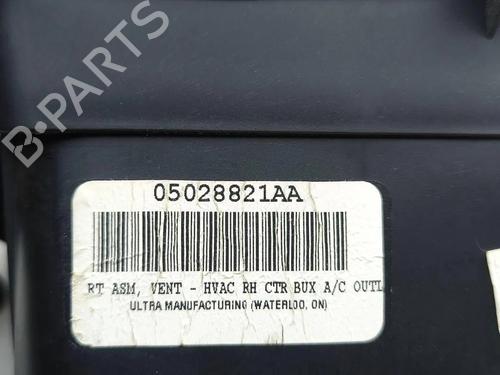 B-PARTS
05028821AA
RT ASM, VENT - HVAC RH CTR BUX A/C OUTL
ULTRA MANUFACTURING (WATERLOO, ON)